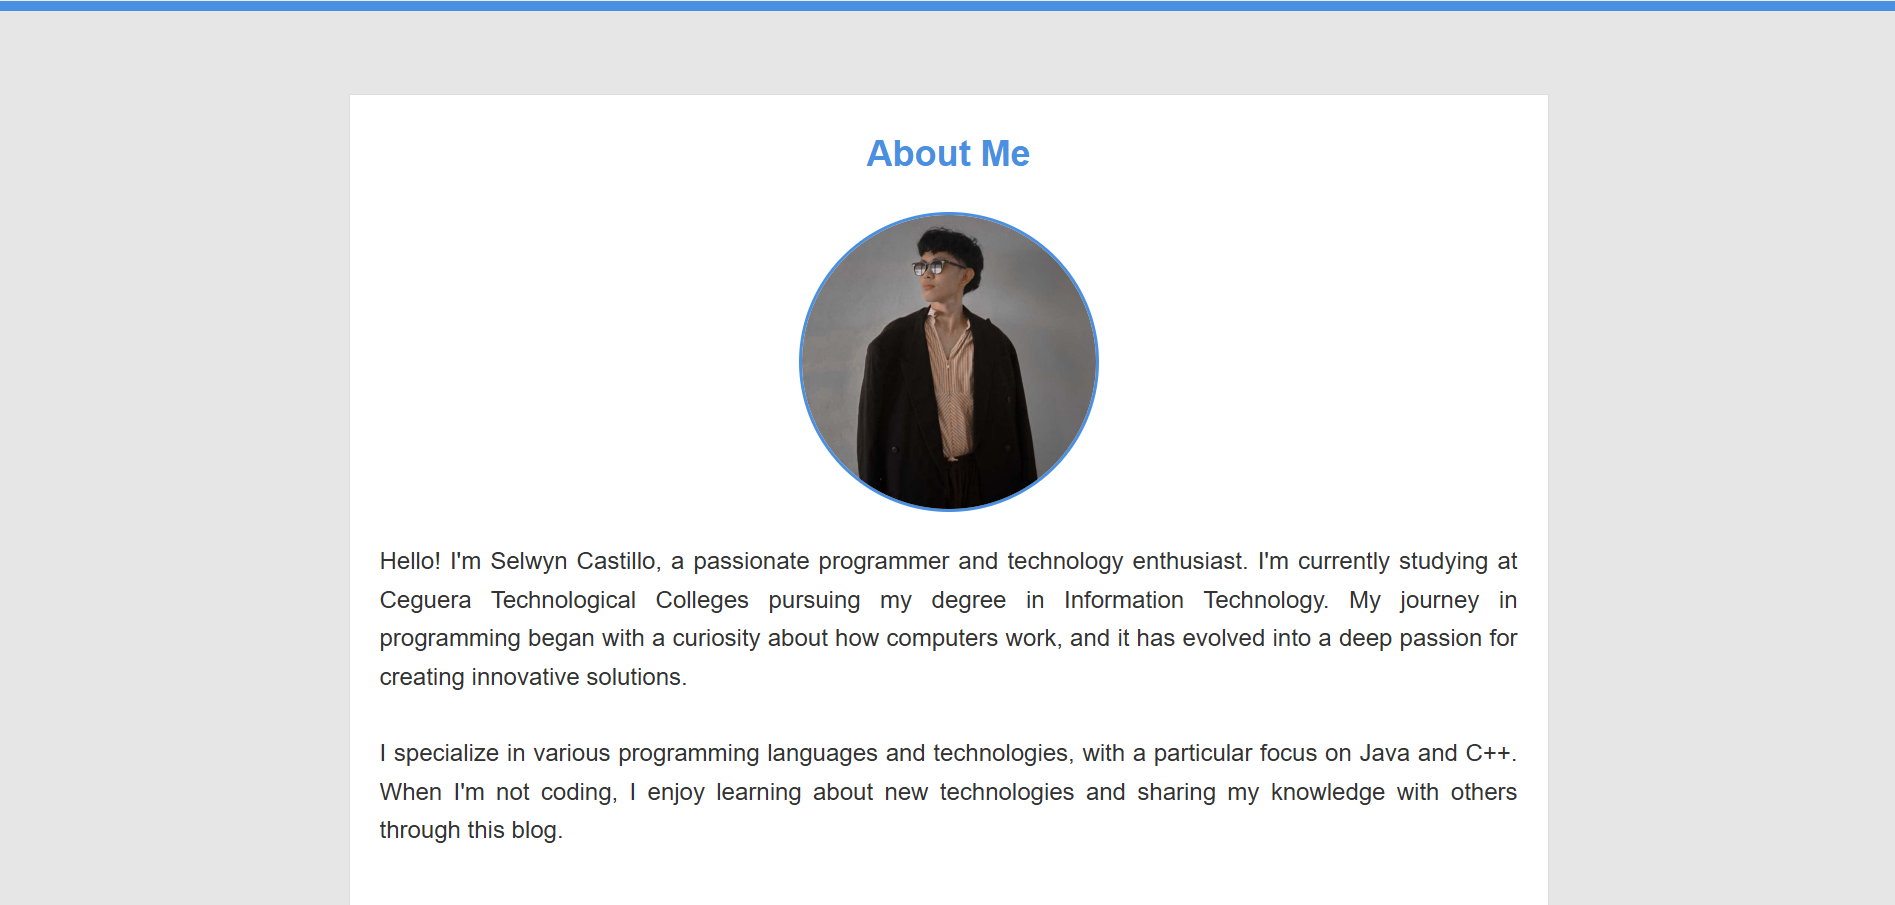 About Me
Hello! I'm Selwyn Castillo, a passionate programmer and technology enthusiast. I'm currently studying at
Ceguera Technological Colleges pursuing my degree in Information Technology. My journey in
programming began with a curiosity about how computers work, and it has evolved into a deep passion for
creating innovative solutions.
I specialize in various programming languages and technologies, with a particular focus on Java and C++.
When I'm not coding, I enjoy learning about new technologies and sharing my knowledge with others
through this blog.